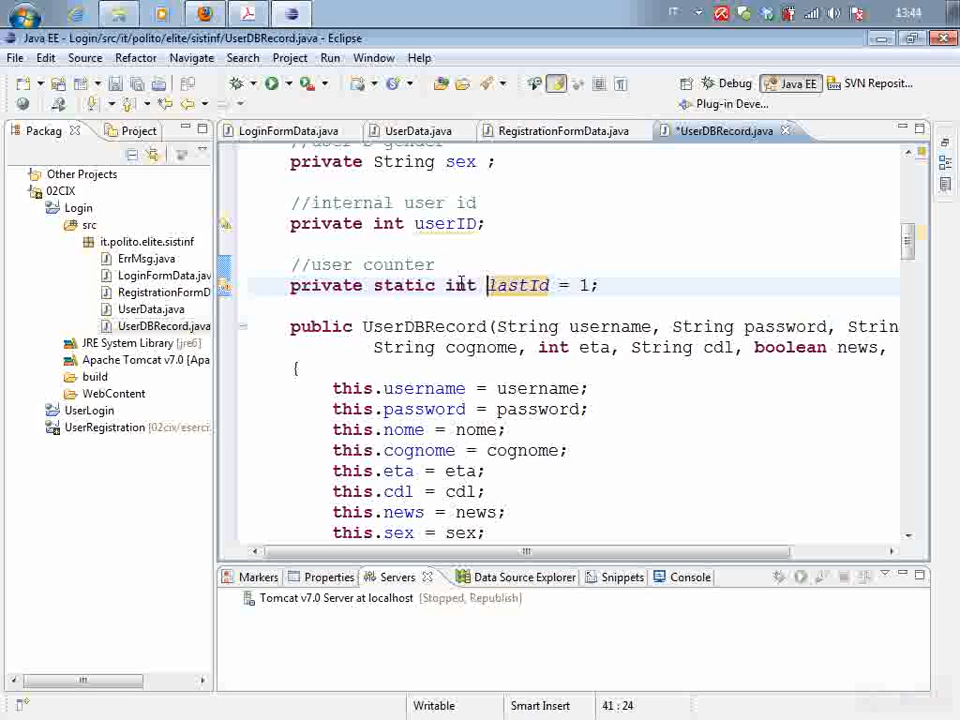 IT
13:44
Java EE - Login/src/it/polito/elite/sistinf/UserDBRecord.java - Eclipse
File Edit Source Refactor Navigate Search Project Run Window Help
Debug Java EE SVN Reposit...
Plug-in Deve...
Packag Project
LoginFormData.java UserData.java RegistrationFormData.java *UserDBRecord.java
Other Projects
02CIX
Login
src
it.polito.elite.sistinf
ErrMsg.java
LoginFormData.jav
RegistrationFormD
UserData.java
UserDBRecord.java
JRE System Library [jre6]
Apache Tomcat v7.0 [ap
build
WebContent
UserLogin
UserRegistration [02civ/eserci
private String sex ;
//internal user id
private int userID;
//user counter
private static int lastId = 1;
public UserDBRecord(String username, String password, Strin
String cognome, int eta, String cdl, boolean news,
{
this.username = username;
this.password = password;
this.nome = nome;
this.cognome = cognome;
this.eta = eta;
this.cdl = cdl;
this.news = news;
this.sex = sex;
Markers Properties Servers Data Source Explorer Snippets Console
Tomcat v7.0 Server at localhost [Stopped, Republish]
Writable Smart Insert 41 : 24